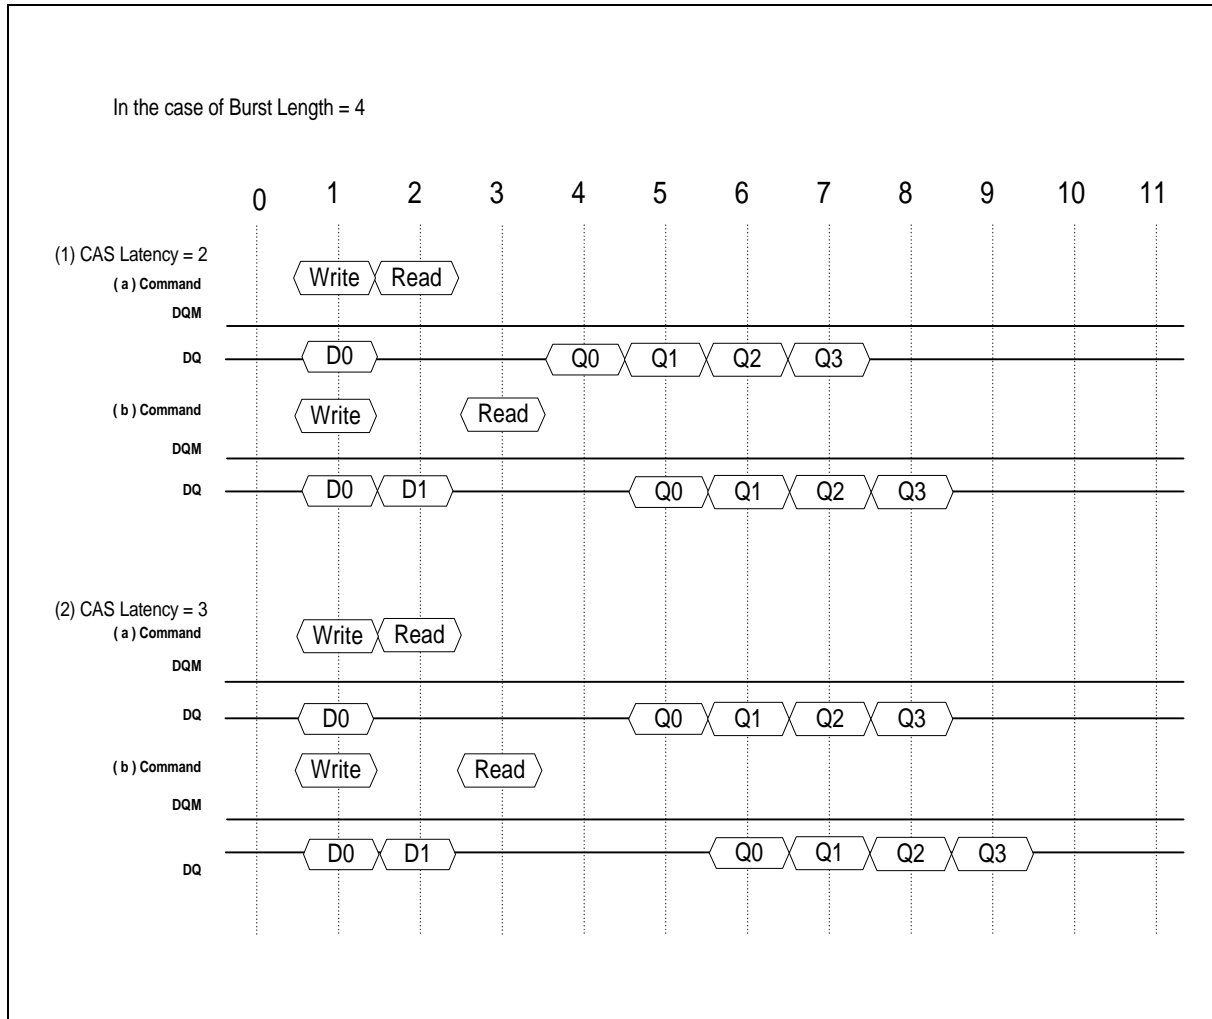 In the case of Burst Length = 4
0 1 2 3 4 5 6 7 8 9 10 11
(1) CAS Latency = 2
( a ) Command Write Read
DQM
DQ D0 Q0 Q1 Q2 Q3
( b ) Command Write Read
DQM
DQ D0 D1 Q0 Q1 Q2 Q3
(2) CAS Latency = 3
( a ) Command Write Read
DQM
DQ D0 Q0 Q1 Q2 Q3
( b ) Command Write Read
DQM
DQ D0 D1 Q0 Q1 Q2 Q3